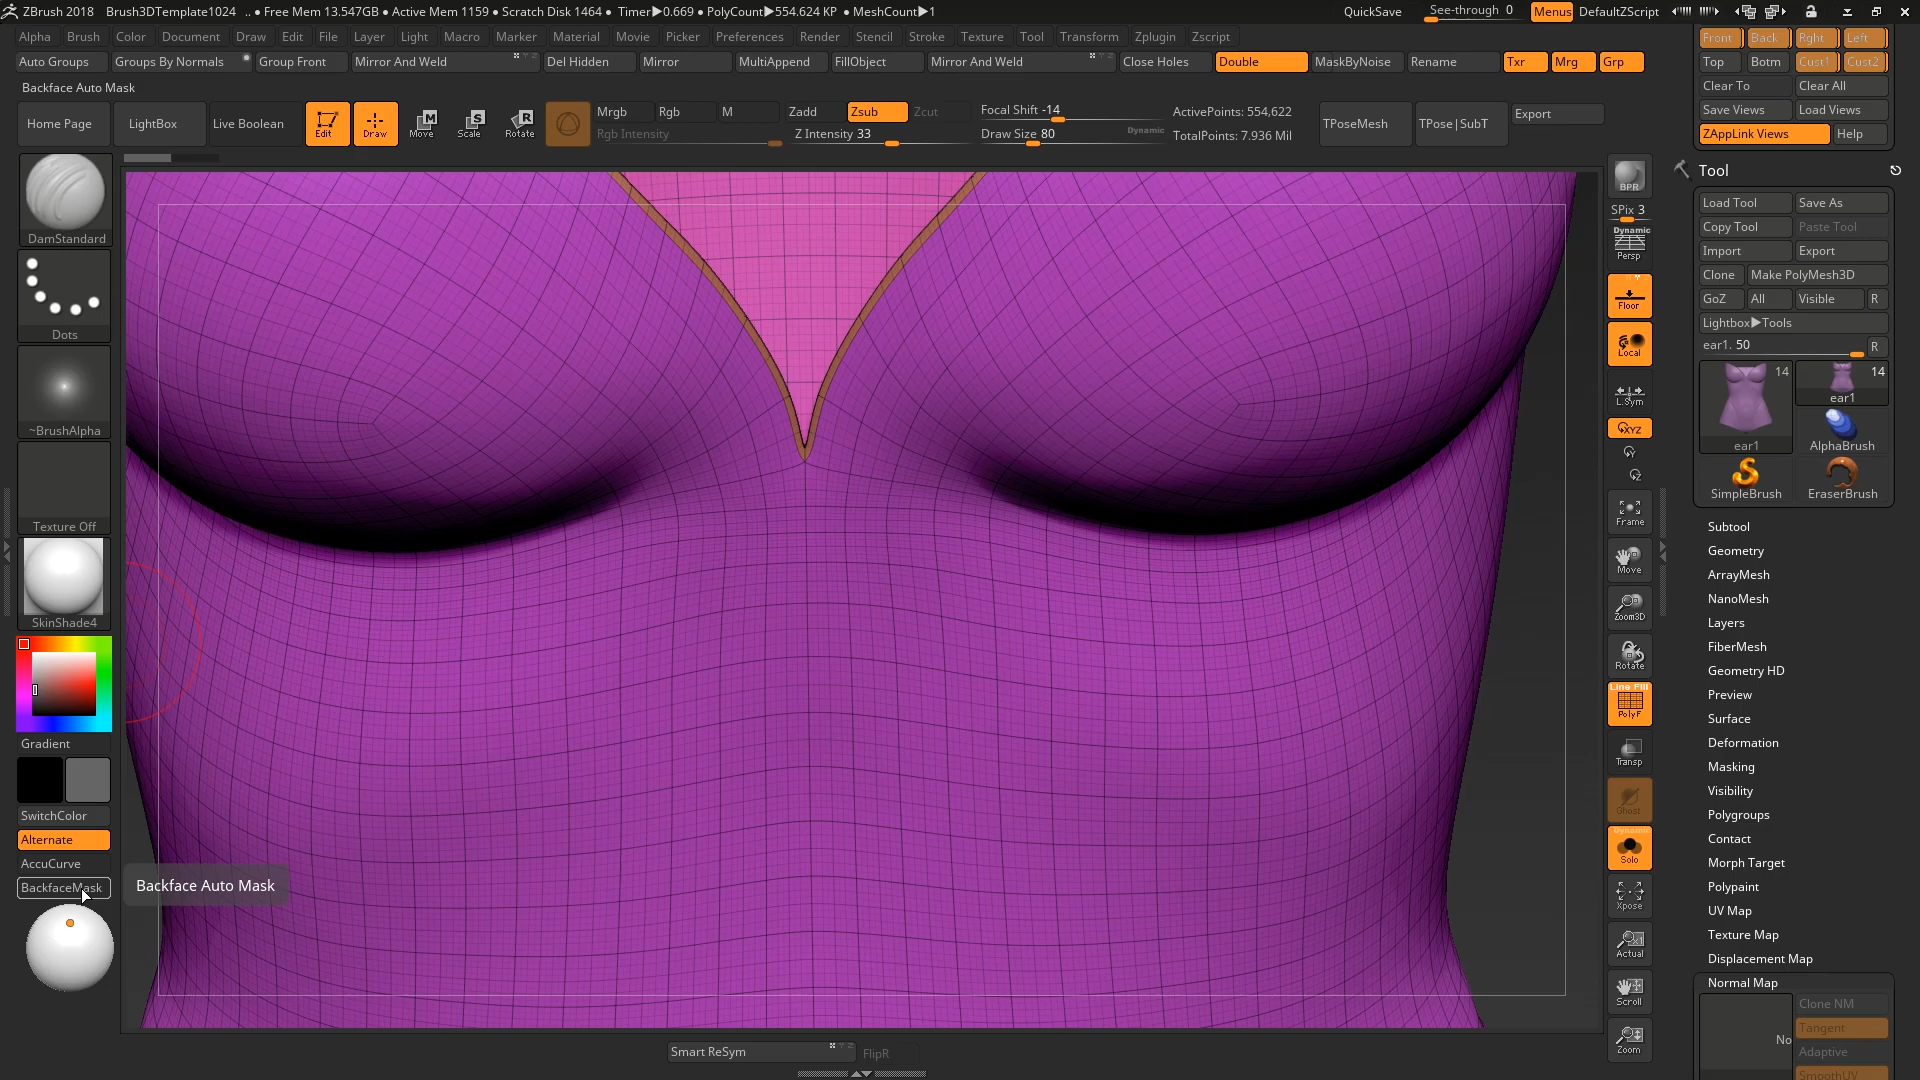 ZBrush 2018 Brush3DTemplate1024 .. • Free Mem 13.547GB • Active Mem 1159 • Scratch Disk 1464 • Timer▶0.669 • PolyCount▶554.624 KP • MeshCount▶1 QuickSave See-through 0 Menus DefaultZScript
Alpha Brush Color Document Draw Edit File Layer Light Macro Marker Material Movie Picker Preferences Render Stencil Stroke Texture Tool Transform Zplugin Zscript
Auto Groups Groups By Normals Group Front Mirror And Weld Del Hidden Mirror MultiAppend FillObject Mirror And Weld Close Holes Double MaskByNoise Rename Txr Mrg Grp
Backface Auto Mask
Home Page LightBox Live Boolean Edit Draw Move Scale Rotate
Mrgb Rgb M Zadd Zsub Zcut Focal Shift -14 ActivePoints: 554,622 TPoseMesh TPose|SubT Export
Rgb Intensity Z Intensity 33 Draw Size 80 Dynamic TotalPoints: 7.936 Mil
DamStandard
Dots
~BrushAlpha
Texture Off
SkinShade4
Gradient
SwitchColor
Alternate
AccuCurve
BackfaceMask
Backface Auto Mask
Smart ReSym FlipR
BPR
SPix 3
Dynamic
Persp
Floor
Local
L.Sym
XYZ
Frame
Move
Zoom3D
Rotate
Line Fill
PolyF
Transp
Ghost
Dynamic
Solo
Xpose
Actual
Scroll
Zoom
Front Back Rght Left
Top Botm Cust1 Cust2
Clear To Clear All
Save Views Load Views
ZAppLink Views Help
Tool
Load Tool Save As
Copy Tool Paste Tool
Import Export
Clone Make PolyMesh3D
GoZ All Visible R
Lightbox▶Tools
ear1. 50 R
14 14
ear1
ear1 AlphaBrush
SimpleBrush EraserBrush
Subtool
Geometry
ArrayMesh
NanoMesh
Layers
FiberMesh
Geometry HD
Preview
Surface
Deformation
Masking
Visibility
Polygroups
Contact
Morph Target
Polypaint
UV Map
Texture Map
Displacement Map
Normal Map
Clone NM
Tangent
No
Adaptive
SmoothUV